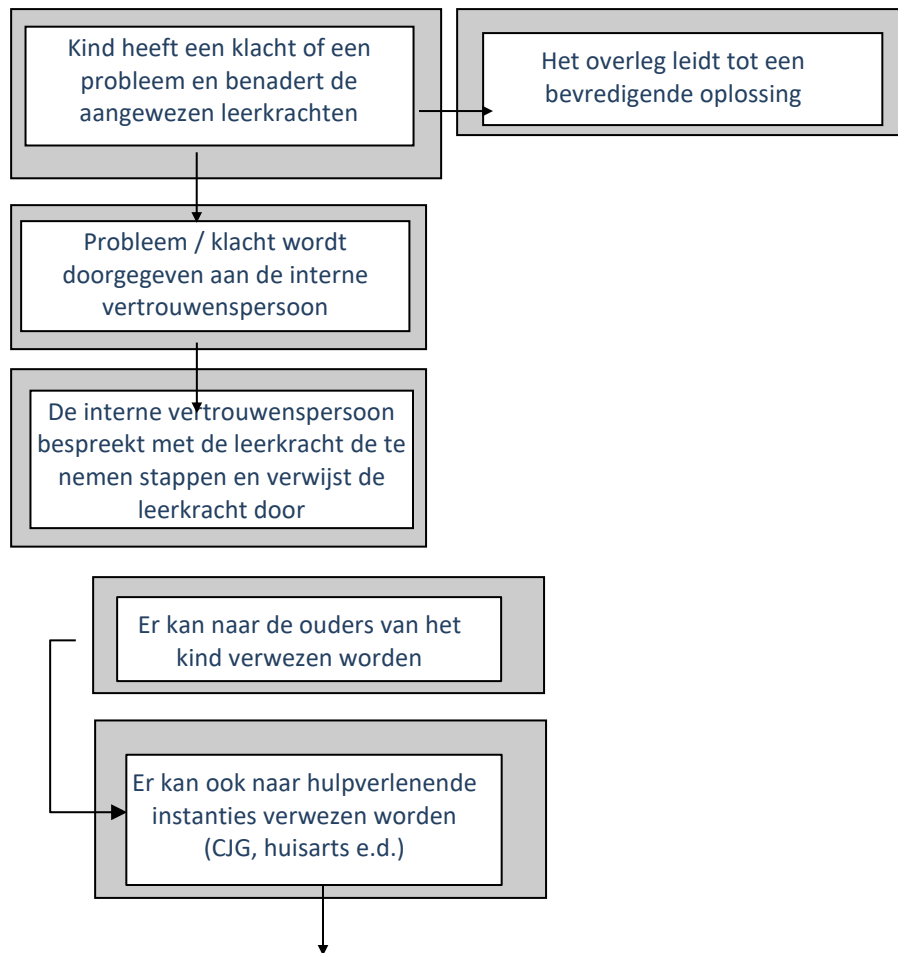 Kind heeft een klacht of een
probleem en benadert de
aangewezen leerkrachten
Het overleg leidt tot een
bevredigende oplossing
Probleem / klacht wordt
doorgegeven aan de interne
vertrouwenspersoon
De interne vertrouwenspersoon
bespreekt met de leerkracht de te
nemen stappen en verwijst de
leerkracht door
Er kan naar de ouders van het
kind verwezen worden
Er kan ook naar hulpverlenende
instanties verwezen worden
(CJG, huisarts e.d.)